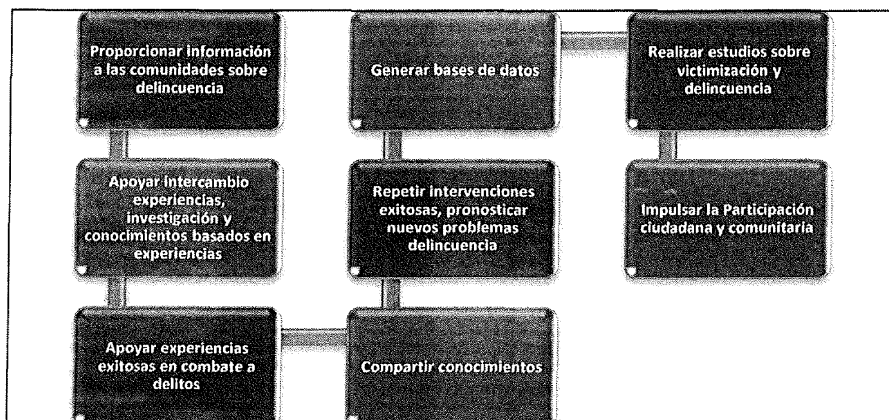 Proporcionar información
a las comunidades sobre
delincuencia
Apoyar intercambio
experiencias,
investigación y
conocimientos basados en
experiencias
Apoyar experiencias
exitosas en combate a
delitos
Compartir conocimientos
Repetir intervenciones
exitosas, pronosticar
nuevos problemas
delincuencia
Generar bases de datos
Realizar estudios sobre
victimización y
delincuencia
Impulsar la Participación
ciudadana y comunitaria